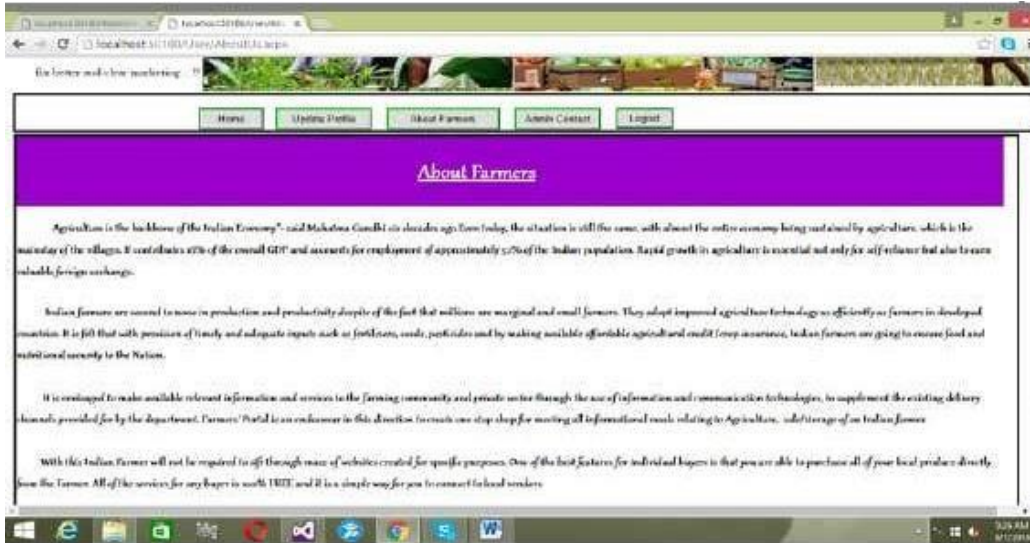 localhost:
for better and clear marketing
Home Update Profile About Farmers Admin Contact Logout
About Farmers
Agriculture is the backbone of the Indian Economy"- said Mahatma Gandhi six decades ago. Even today, the situation is still the same, with almost the entire economy being sustained by agriculture, which is the
mainstay of the villages. It contributes 16% of the overall GDP and accounts for employment of approximately 52% of the Indian population. Rapid growth in agriculture is essential not only for self-reliance but also to earn
valuable foreign exchange.
Indian farmers are second to none in production and productivity despite of the fact that millions are marginal and small farmers. They adopt improved agriculture technology as efficiently as farmers in developed
countries. It is felt that with provision of timely and adequate inputs such as fertilizers, seeds, pesticides and by making available affordable agricultural credit /crop insurance, Indian farmers are going to ensure food and
nutritional security to the Nation.
It is envisaged to make available relevant information and services to the farming community and private sector through the use of information and communication technologies, to supplement the existing delivery
channels provided for by the department. Farmers' Portal is an endeavour in this direction to create one stop shop for meeting all informational needs relating to Agriculture, sale/storage of an Indian farmer
With this Indian Farmer will not be required to sift through maze of websites created for specific purposes. One of the best features for individual buyers is that you are able to purchase all of your local produce directly
from the Farmer. All of the services for any buyer is 100% FREE and it is a simple way for you to connect to local vendors